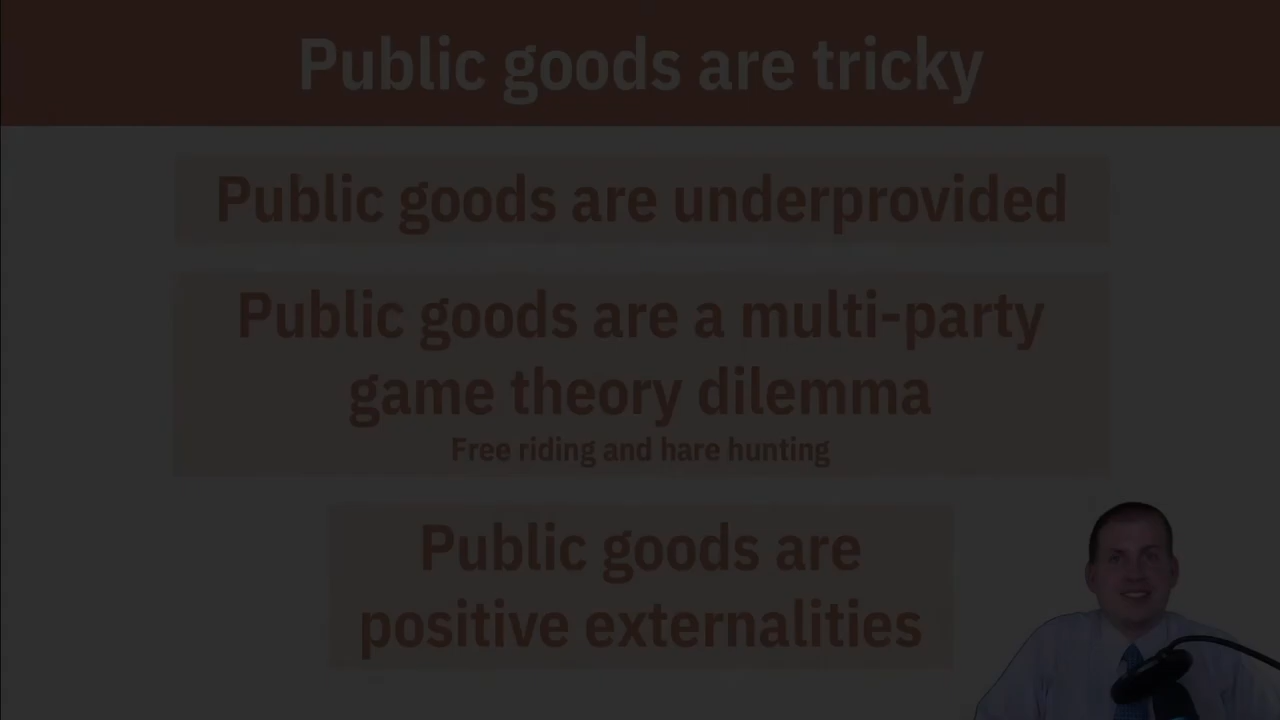 Public goods are tricky
Public goods are underprovided
Public goods are a multi-party
game theory dilemma
Free riding and hare hunting
Public goods are
positive externalities